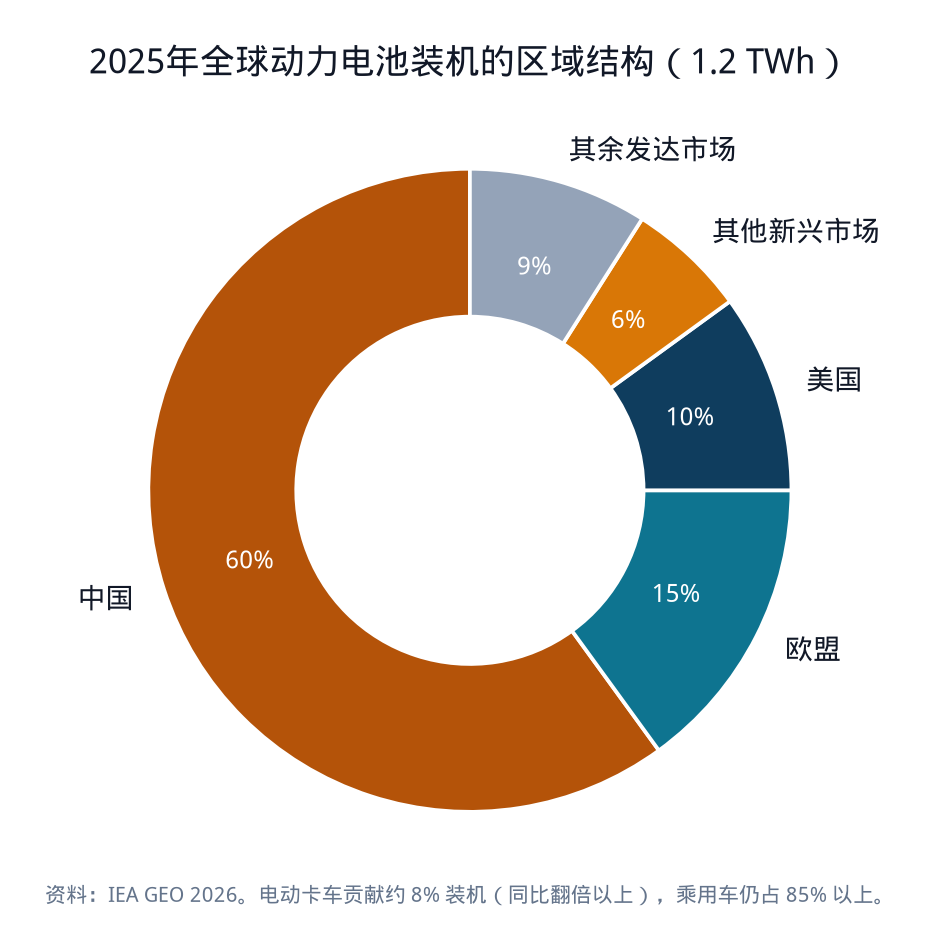 2025年全球动力电池装机的区域结构（1.2 TWh）
其余发达市场
其他新兴市场
9%
6%
美国
10%
60%
15%
中国
欧盟
资料：IEA GEO 2026。电动卡车贡献约 8% 装机（同比翻倍以上），乘用车仍占 85% 以上。